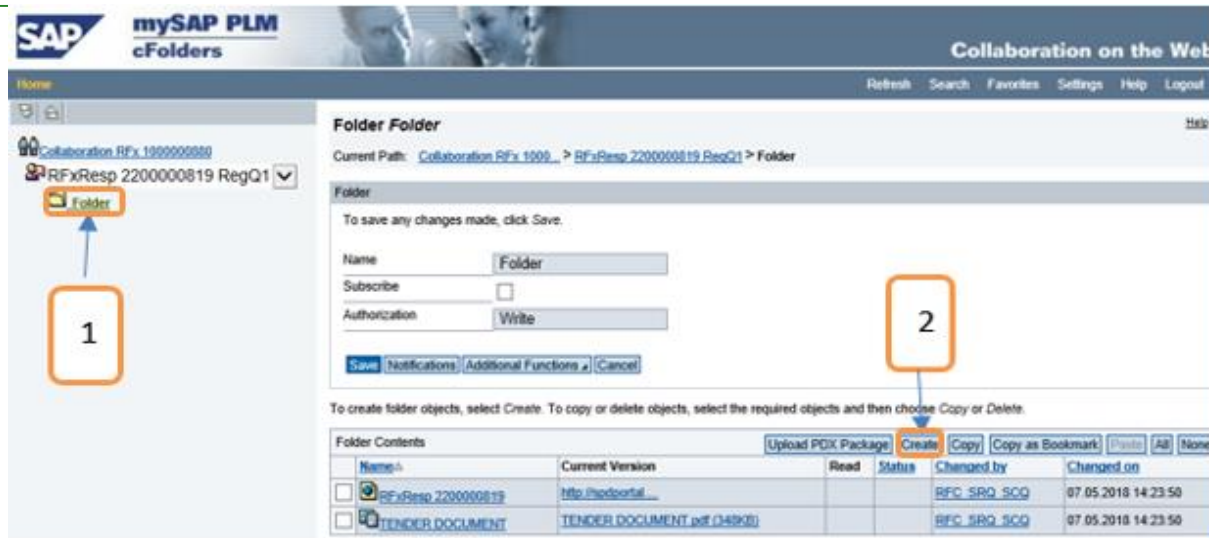 SAP
mySAP PLM
cFolders
Collaboration on the Web
Home
Refresh Search Favorites Settings Help Logout
Folder Folder
Help
Collaboration RFx 1000000880
Current Path: Collaboration RFx 1000... > RFxResp 2200000819 RegQ1 > Folder
RFxResp 2200000819 RegQ1
Folder
Folder
To save any changes made, click Save.
Name Folder
Subscribe
Authorization Write
1
2
Save Notifications Additional Functions Cancel
To create folder objects, select Create. To copy or delete objects, select the required objects and then choose Copy or Delete.
Folder Contents Upload PDX Package Create Copy Copy as Bookmark Paste All None
Name Current Version Read Status Changed by Changed on
RFxResp 2200000819 http://spdportal.... RFC_SRQ_SCQ 07.05.2018 14:23:50
TENDER DOCUMENT TENDER DOCUMENT.pdf (348KB) RFC_SRQ_SCQ 07.05.2018 14:23:50